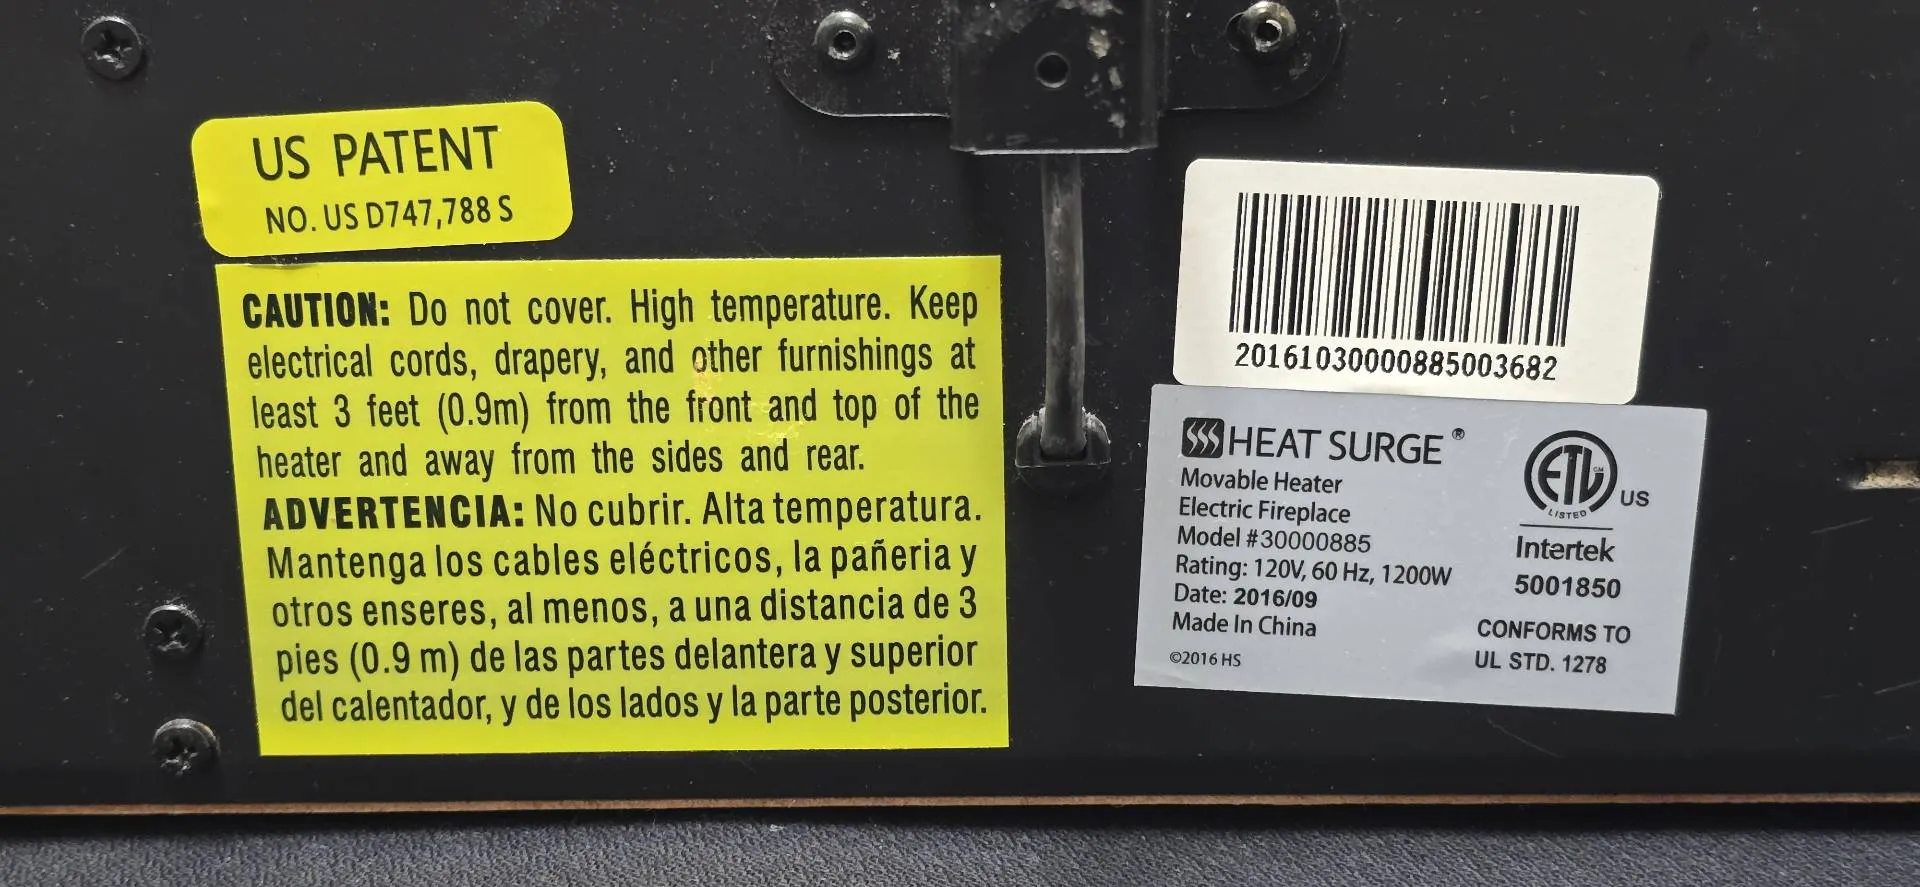 US PATENT
NO. US D747,788 S
CAUTION: Do not cover. High temperature. Keep
electrical cords, drapery, and other furnishings at
least 3 feet (0.9m) from the front and top of the
heater and away from the sides and rear.
ADVERTENCIA: No cubrir. Alta temperatura.
Mantenga los cables eléctricos, la pañeria y
otros enseres, al menos, a una distancia de 3
pies (0.9 m) de las partes delantera y superior
del calentador, y de los lados y la parte posterior.
20161030000885003682
HEAT SURGE®
Movable Heater
Electric Fireplace
Model #30000885
Rating: 120V, 60 Hz, 1200W
Date: 2016/09
Made In China
©2016 HS
ETL CM
LISTED
US
Intertek
5001850
CONFORMS TO
UL STD. 1278